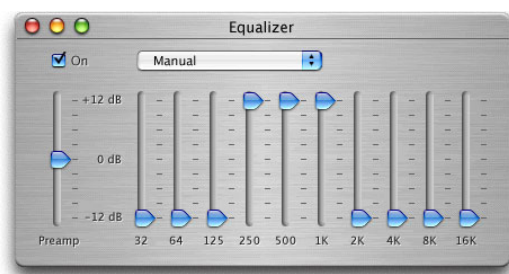 Equalizer
On
Manual
+12 dB
0 dB
-12 dB
Preamp 32 64 125 250 500 1K 2K 4K 8K 16K